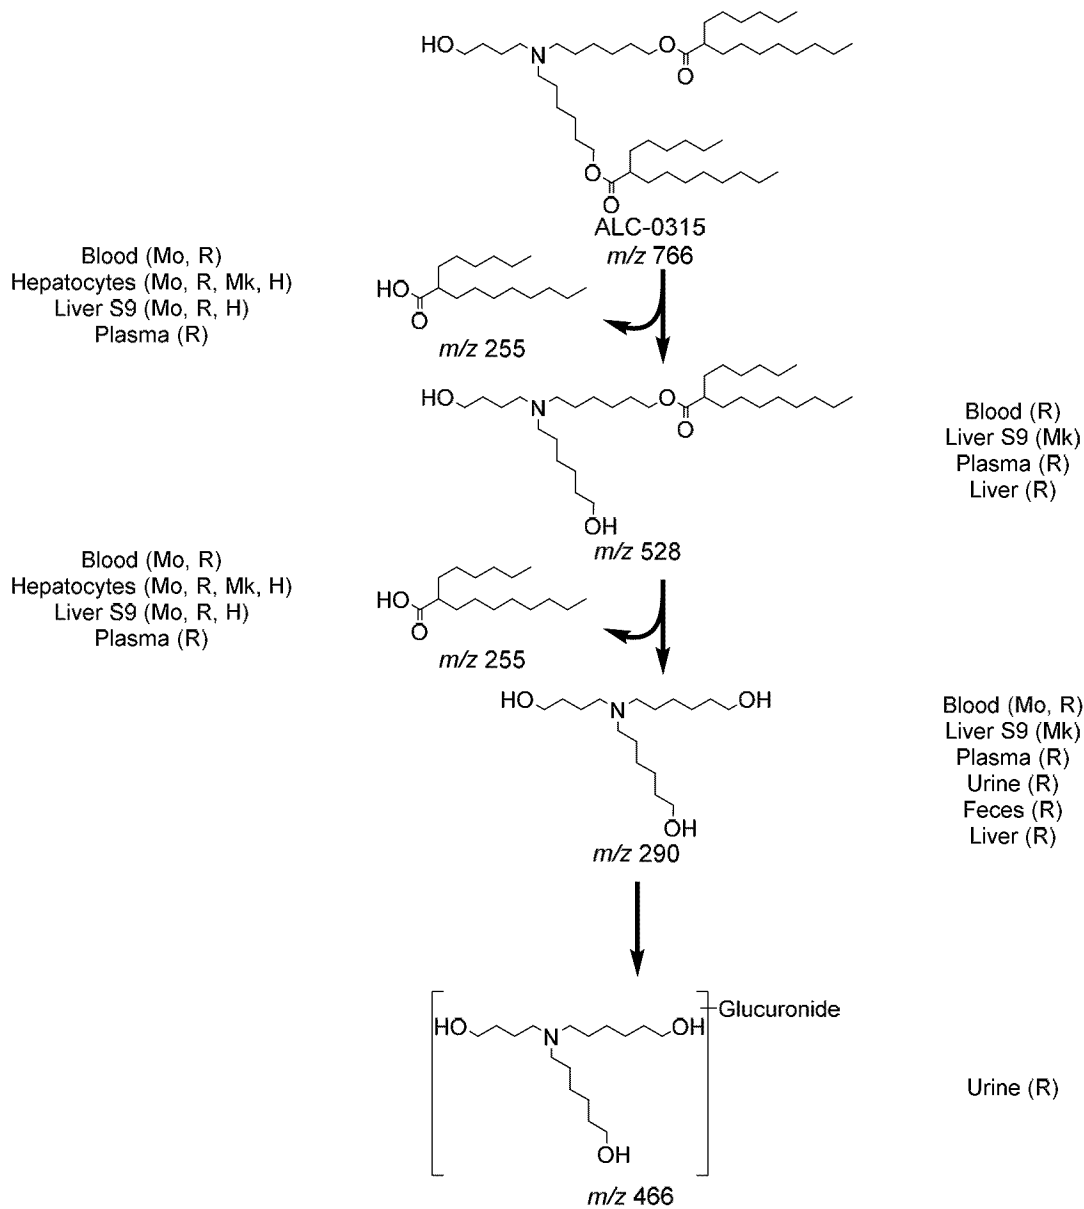 HO
N
O
O
O
O
ALC-0315
m/z 766
Blood (Mo, R)
Hepatocytes (Mo, R, Mk, H)
Liver S9 (Mo, R, H)
Plasma (R)
HO
O
m/z 255
HO
N
O
O
OH
m/z 528
Blood (R)
Liver S9 (Mk)
Plasma (R)
Liver (R)
Blood (Mo, R)
Hepatocytes (Mo, R, Mk, H)
Liver S9 (Mo, R, H)
Plasma (R)
HO
O
m/z 255
HO
N
OH
OH
m/z 290
Blood (Mo, R)
Liver S9 (Mk)
Plasma (R)
Urine (R)
Feces (R)
Liver (R)
Glucuronide
HO
N
OH
OH
m/z 466
Urine (R)